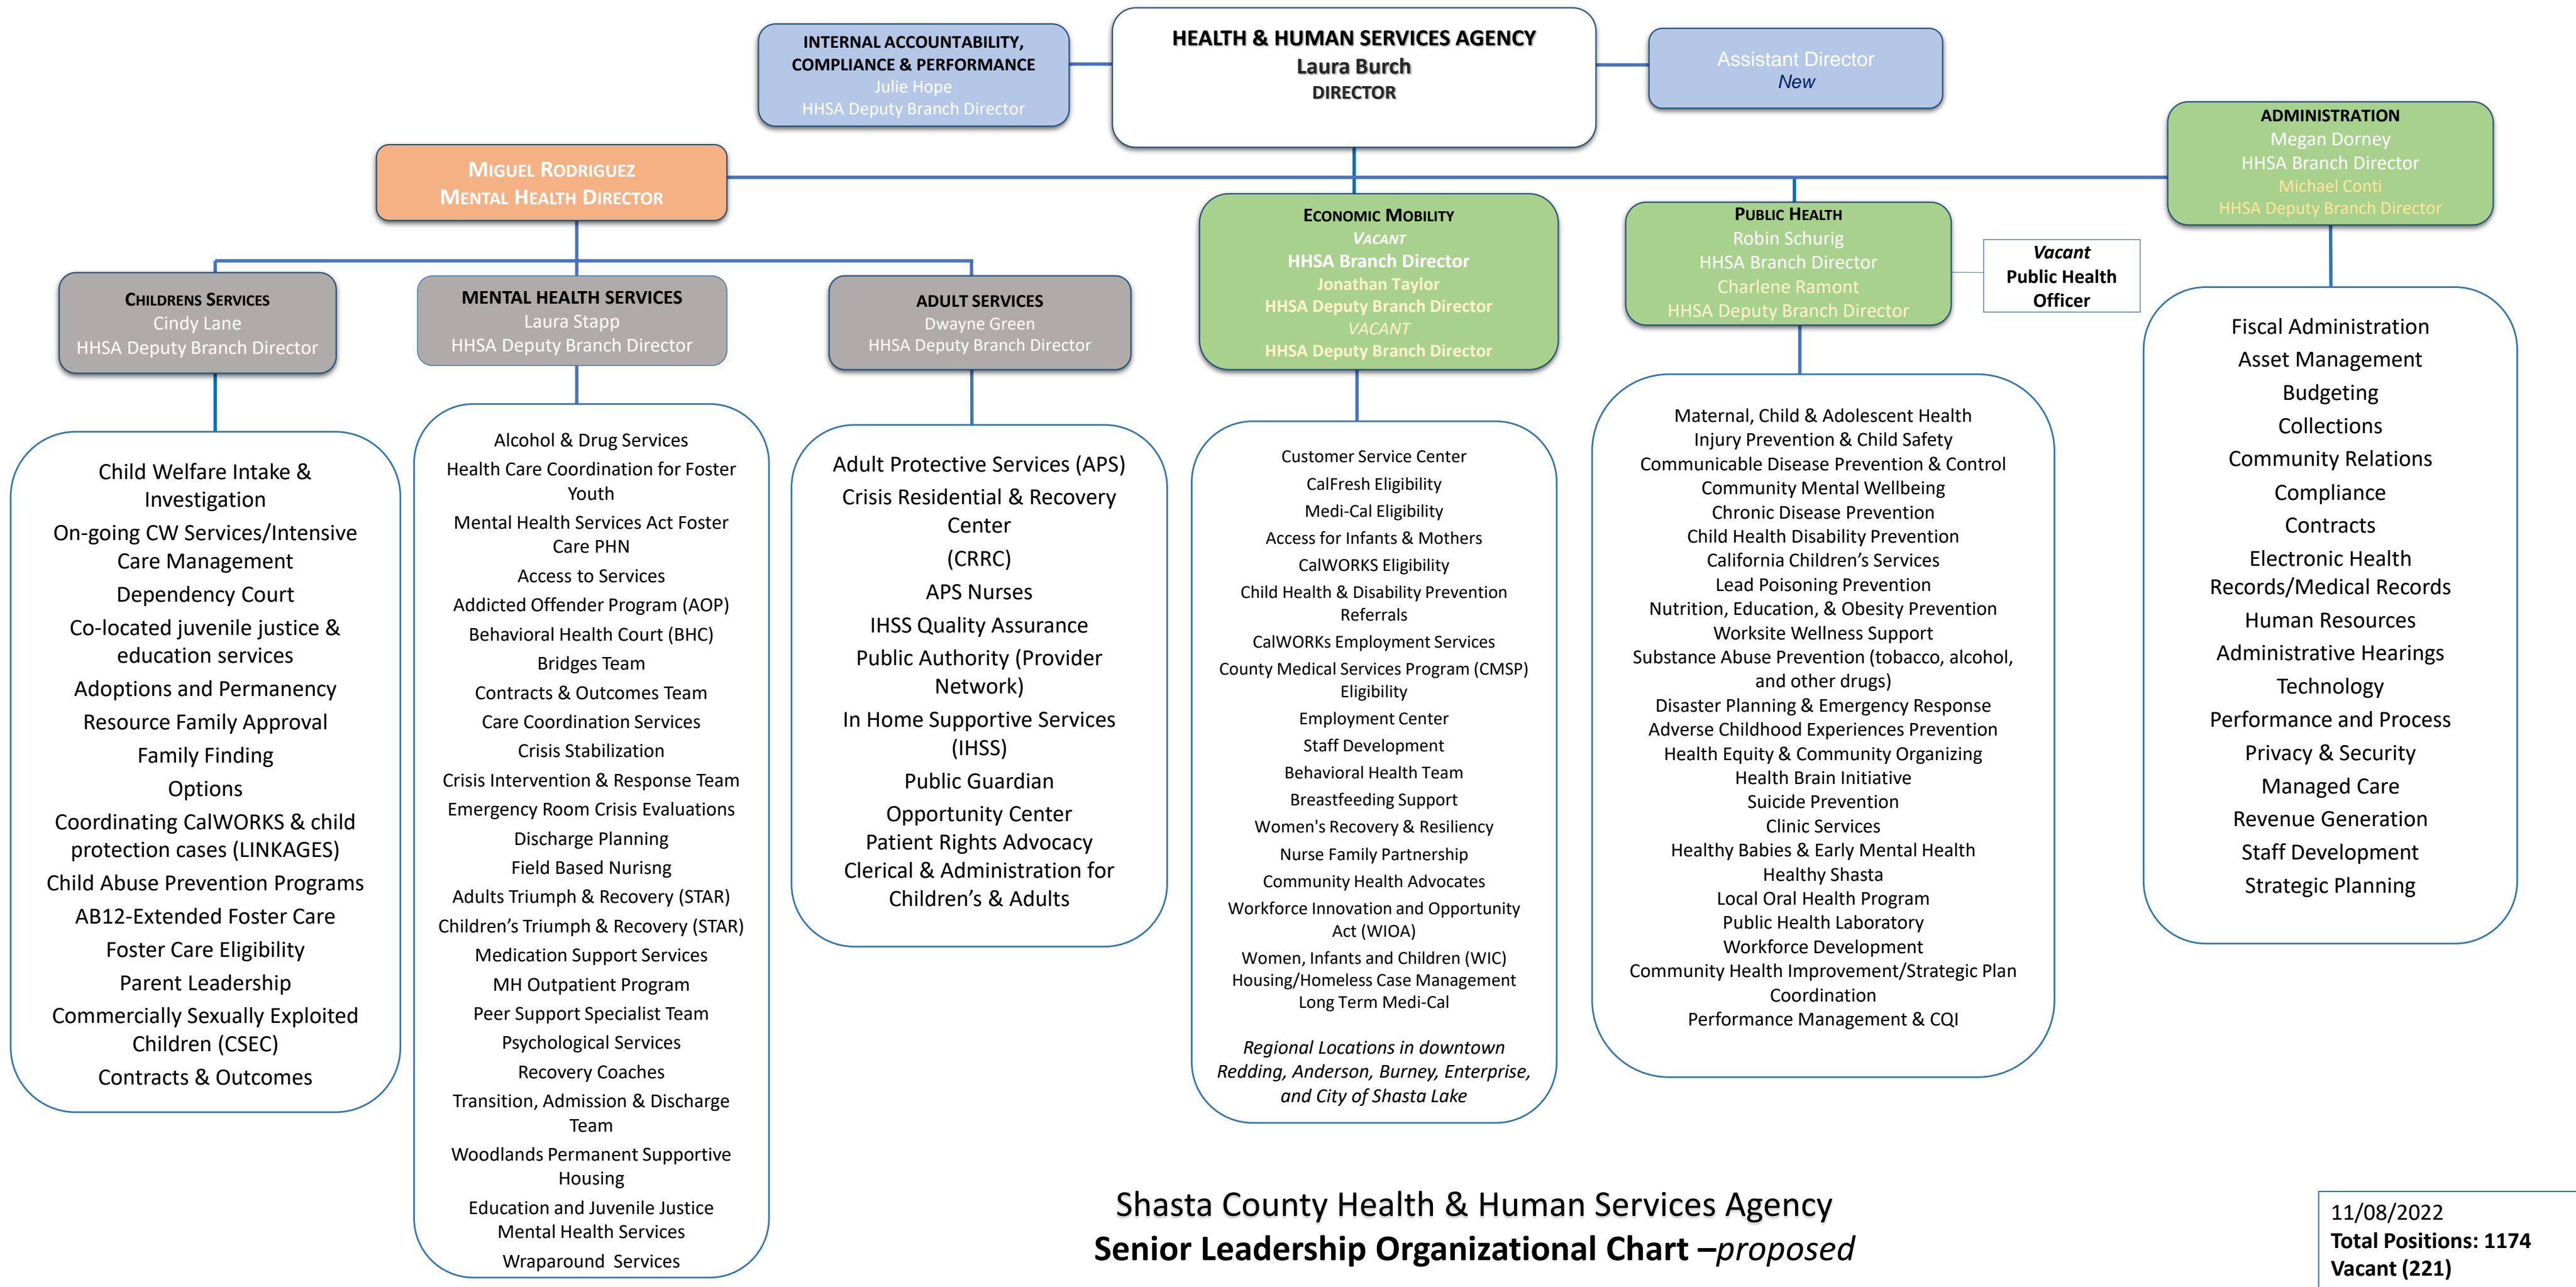 INTERNAL ACCOUNTABILITY,
COMPLIANCE & PERFORMANCE
Julie Hope
HHSA Deputy Branch Director
HEALTH & HUMAN SERVICES AGENCY
Laura Burch
DIRECTOR
Assistant Director
New
MIGUEL RODRIGUEZ
MENTAL HEALTH DIRECTOR
ADMINISTRATION
Megan Dorney
HHSA Branch Director
Michael Conti
HHSA Deputy Branch Director
CHILDRENS SERVICES
Cindy Lane
HHSA Deputy Branch Director
MENTAL HEALTH SERVICES
Laura Stapp
HHSA Deputy Branch Director
ADULT SERVICES
Dwayne Green
HHSA Deputy Branch Director
ECONOMIC MOBILITY
VACANT
HHSA Branch Director
Jonathan Taylor
HHSA Deputy Branch Director
VACANT
HHSA Deputy Branch Director
PUBLIC HEALTH
Robin Schurig
HHSA Branch Director
Charlene Ramont
HHSA Deputy Branch Director
Vacant
Public Health
Officer
Child Welfare Intake &
Investigation
On-going CW Services/Intensive
Care Management
Dependency Court
Co-located juvenile justice &
education services
Adoptions and Permanency
Resource Family Approval
Family Finding
Options
Coordinating CalWORKS & child
protection cases (LINKAGES)
Child Abuse Prevention Programs
AB12-Extended Foster Care
Foster Care Eligibility
Parent Leadership
Commercially Sexually Exploited
Children (CSEC)
Contracts & Outcomes
Alcohol & Drug Services
Health Care Coordination for Foster
Youth
Mental Health Services Act Foster
Care PHN
Access to Services
Addicted Offender Program (AOP)
Behavioral Health Court (BHC)
Bridges Team
Contracts & Outcomes Team
Care Coordination Services
Crisis Stabilization
Crisis Intervention & Response Team
Emergency Room Crisis Evaluations
Discharge Planning
Field Based Nurisng
Adults Triumph & Recovery (STAR)
Children's Triumph & Recovery (STAR)
Medication Support Services
MH Outpatient Program
Peer Support Specialist Team
Psychological Services
Recovery Coaches
Transition, Admission & Discharge
Team
Woodlands Permanent Supportive
Housing
Education and Juvenile Justice
Mental Health Services
Wraparound Services
Adult Protective Services (APS)
Crisis Residential & Recovery
Center
(CRRC)
APS Nurses
IHSS Quality Assurance
Public Authority (Provider
Network)
In Home Supportive Services
(IHSS)
Public Guardian
Opportunity Center
Patient Rights Advocacy
Clerical & Administration for
Children's & Adults
Customer Service Center
CalFresh Eligibility
Medi-Cal Eligibility
Access for Infants & Mothers
CalWORKS Eligibility
Child Health & Disability Prevention
Referrals
CalWORKs Employment Services
County Medical Services Program (CMSP)
Eligibility
Employment Center
Staff Development
Behavioral Health Team
Breastfeeding Support
Women's Recovery & Resiliency
Nurse Family Partnership
Community Health Advocates
Workforce Innovation and Opportunity
Act (WIOA)
Women, Infants and Children (WIC)
Housing/Homeless Case Management
Long Term Medi-Cal
Regional Locations in downtown
Redding, Anderson, Burney, Enterprise,
and City of Shasta Lake
Maternal, Child & Adolescent Health
Injury Prevention & Child Safety
Communicable Disease Prevention & Control
Community Mental Wellbeing
Chronic Disease Prevention
Child Health Disability Prevention
California Children's Services
Lead Poisoning Prevention
Nutrition, Education, & Obesity Prevention
Worksite Wellness Support
Substance Abuse Prevention (tobacco, alcohol,
and other drugs)
Disaster Planning & Emergency Response
Adverse Childhood Experiences Prevention
Health Equity & Community Organizing
Health Brain Initiative
Suicide Prevention
Clinic Services
Healthy Babies & Early Mental Health
Healthy Shasta
Local Oral Health Program
Public Health Laboratory
Workforce Development
Community Health Improvement/Strategic Plan
Coordination
Performance Management & CQI
Fiscal Administration
Asset Management
Budgeting
Collections
Community Relations
Compliance
Contracts
Electronic Health
Records/Medical Records
Human Resources
Administrative Hearings
Technology
Performance and Process
Privacy & Security
Managed Care
Revenue Generation
Staff Development
Strategic Planning
Shasta County Health & Human Services Agency
Senior Leadership Organizational Chart –proposed
11/08/2022
Total Positions: 1174
Vacant (221)